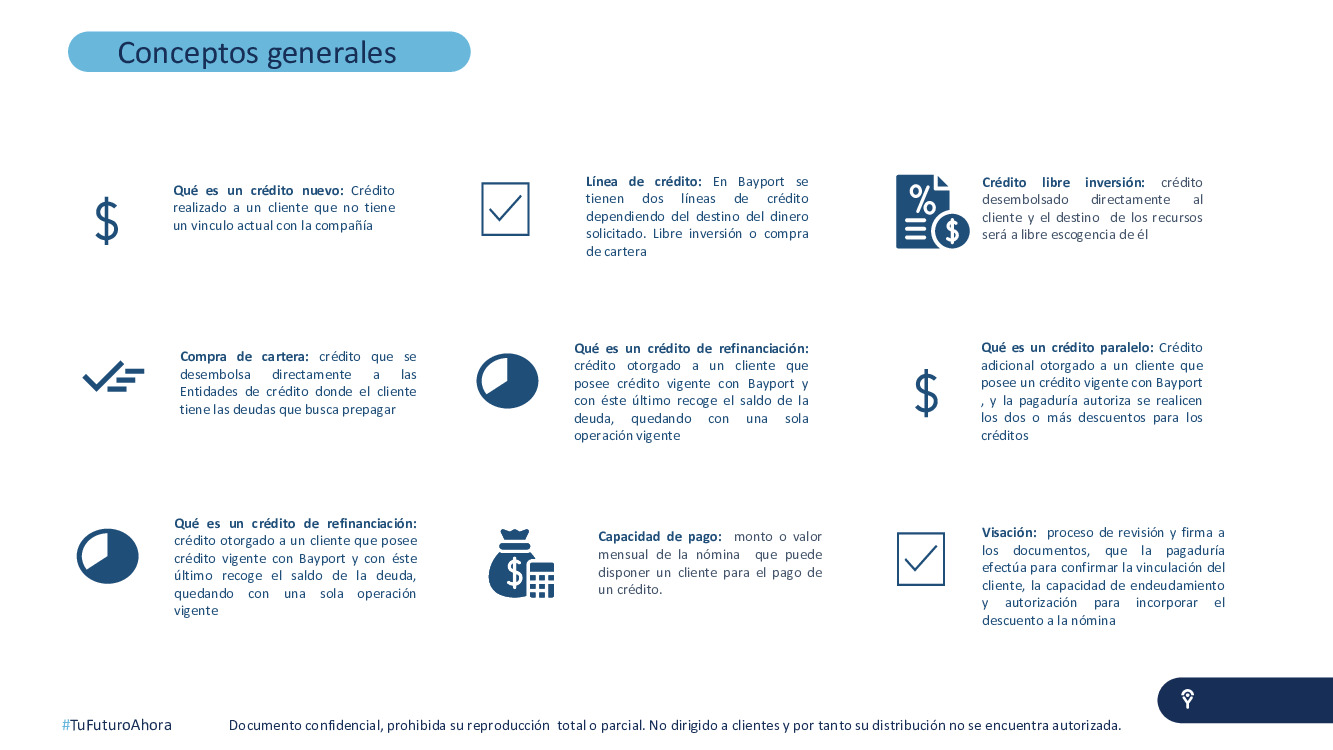 Conceptos generales
Qué es un crédito nuevo: Crédito
realizado a un cliente que no tiene
un vinculo actual con la compañía
Línea de crédito: En Bayport se
tienen dos líneas de crédito
dependiendo del destino del dinero
solicitado. Libre inversión o compra
de cartera
Crédito libre inversión: crédito
desembolsado directamente al
cliente y el destino de los recursos
será a libre escogencia de él
Compra de cartera: crédito que se
desembolsa directamente a las
Entidades de crédito donde el cliente
tiene las deudas que busca prepagar
Qué es un crédito de refinanciación:
crédito otorgado a un cliente que
posee crédito vigente con Bayport y
con éste último recoge el saldo de la
deuda, quedando con una sola
operación vigente
Qué es un crédito paralelo: Crédito
adicional otorgado a un cliente que
posee un crédito vigente con Bayport
, y la pagaduría autoriza se realicen
los dos o más descuentos para los
créditos
Qué es un crédito de refinanciación:
crédito otorgado a un cliente que posee
crédito vigente con Bayport y con éste
último recoge el saldo de la deuda,
quedando con una sola operación
vigente
Capacidad de pago: monto o valor
mensual de la nómina que puede
disponer un cliente para el pago de
un crédito.
Visación: proceso de revisión y firma a
los documentos, que la pagaduría
efectúa para confirmar la vinculación del
cliente, la capacidad de endeudamiento
y autorización para incorporar el
descuento a la nómina
#TuFuturoAhora
Documento confidencial, prohibida su reproducción total o parcial. No dirigido a clientes y por tanto su distribución no se encuentra autorizada.